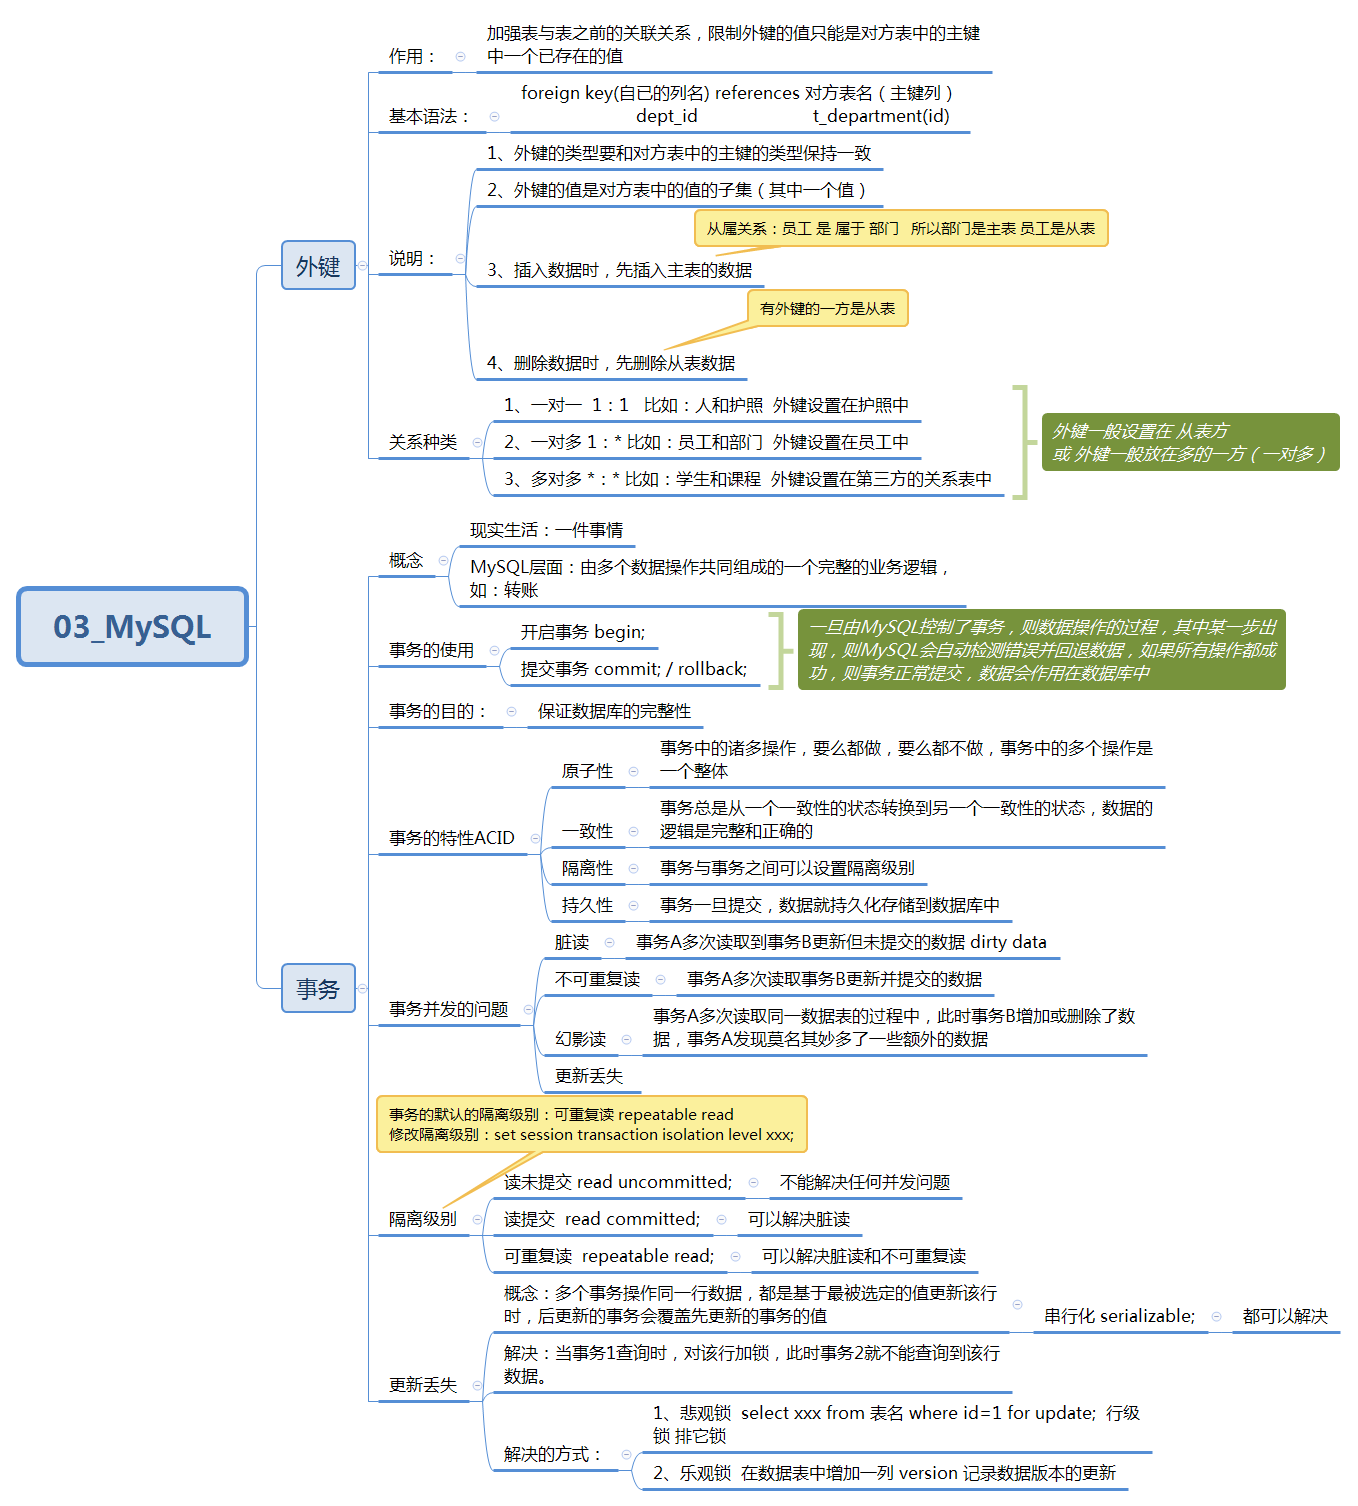 03_MySQL
外键
作用：
加强表与表之前的关联关系，限制外键的值只能是对方表中的主键
中一个已存在的值
基本语法：
foreign key(自已的列名) references 对方表名（主键列）
dept_id t_department(id)
说明：
1、外键的类型要和对方表中的主键的类型保持一致
2、外键的值是对方表中的值的子集（其中一个值）
从属关系：员工 是 属于 部门 所以部门是主表 员工是从表
3、插入数据时，先插入主表的数据
有外键的一方是从表
4、删除数据时，先删除从表数据
关系种类
1、一对一 1：1 比如：人和护照 外键设置在护照中
2、一对多 1：* 比如：员工和部门 外键设置在员工中
3、多对多 *：* 比如：学生和课程 外键设置在第三方的关系表中
外键一般设置在 从表方
或 外键一般放在多的一方（一对多）
事务
概念
现实生活：一件事情
MySQL层面：由多个数据操作共同组成的一个完整的业务逻辑，
如：转账
事务的使用
开启事务 begin;
提交事务 commit; / rollback;
一旦由MySQL控制了事务，则数据操作的过程，其中某一步出
现，则MySQL会自动检测错误并回退数据，如果所有操作都成
功，则事务正常提交，数据会作用在数据库中
事务的目的：
保证数据库的完整性
事务的特性ACID
原子性
事务中的诸多操作，要么都做，要么都不做，事务中的多个操作是
一个整体
一致性
事务总是从一个一致性的状态转换到另一个一致性的状态，数据的
逻辑是完整和正确的
隔离性
事务与事务之间可以设置隔离级别
持久性
事务一旦提交，数据就持久化存储到数据库中
事务并发的问题
脏读
事务A多次读取到事务B更新但未提交的数据 dirty data
不可重复读
事务A多次读取事务B更新并提交的数据
幻影读
事务A多次读取同一数据表的过程中，此时事务B增加或删除了数
据，事务A发现莫名其妙多了一些额外的数据
更新丢失
事务的默认的隔离级别：可重复读 repeatable read
修改隔离级别：set session transaction isolation level xxx;
隔离级别
读未提交 read uncommitted;
不能解决任何并发问题
读提交 read committed;
可以解决脏读
可重复读 repeatable read;
可以解决脏读和不可重复读
更新丢失
概念：多个事务操作同一行数据，都是基于最被选定的值更新该行
时，后更新的事务会覆盖先更新的事务的值
串行化 serializable;
都可以解决
解决：当事务1查询时，对该行加锁，此时事务2就不能查询到该行
数据。
解决的方式：
1、悲观锁 select xxx from 表名 where id=1 for update; 行级
锁 排它锁
2、乐观锁 在数据表中增加一列 version 记录数据版本的更新